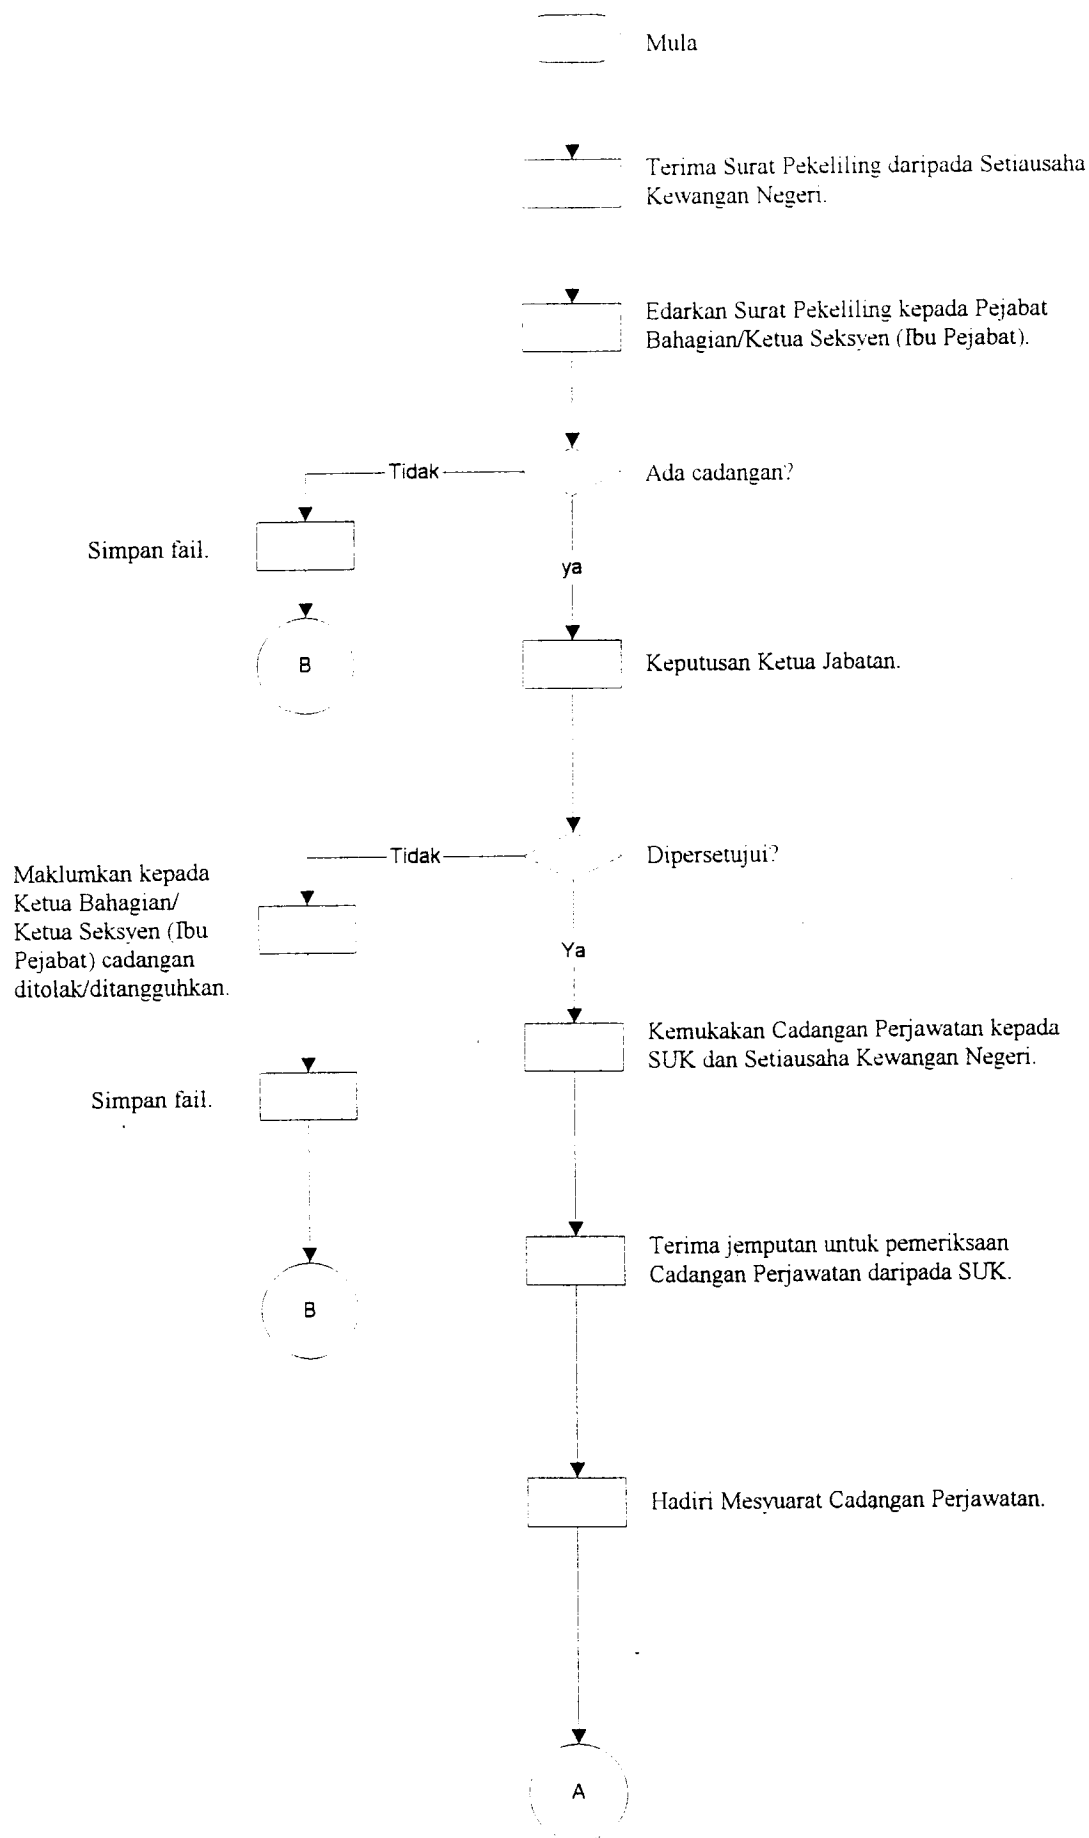 Mula
Terima Surat Pekeliling daripada Setiausaha
Kewangan Negeri.
Edarkan Surat Pekeliling kepada Pejabat
Bahagian/Ketua Seksyen (Ibu Pejabat).
Tidak
Ada cadangan?
Simpan fail.
ya
B
Keputusan Ketua Jabatan.
Tidak
Dipersetujui?
Maklumkan kepada
Ketua Bahagian/
Ketua Seksyen (Ibu
Pejabat) cadangan
ditolak/ditangguhkan.
Ya
Kemukakan Cadangan Perjawatan kepada
SUK dan Setiausaha Kewangan Negeri.
Simpan fail.
Terima jemputan untuk pemeriksaan
Cadangan Perjawatan daripada SUK.
B
Hadiri Mesyuarat Cadangan Perjawatan.
A